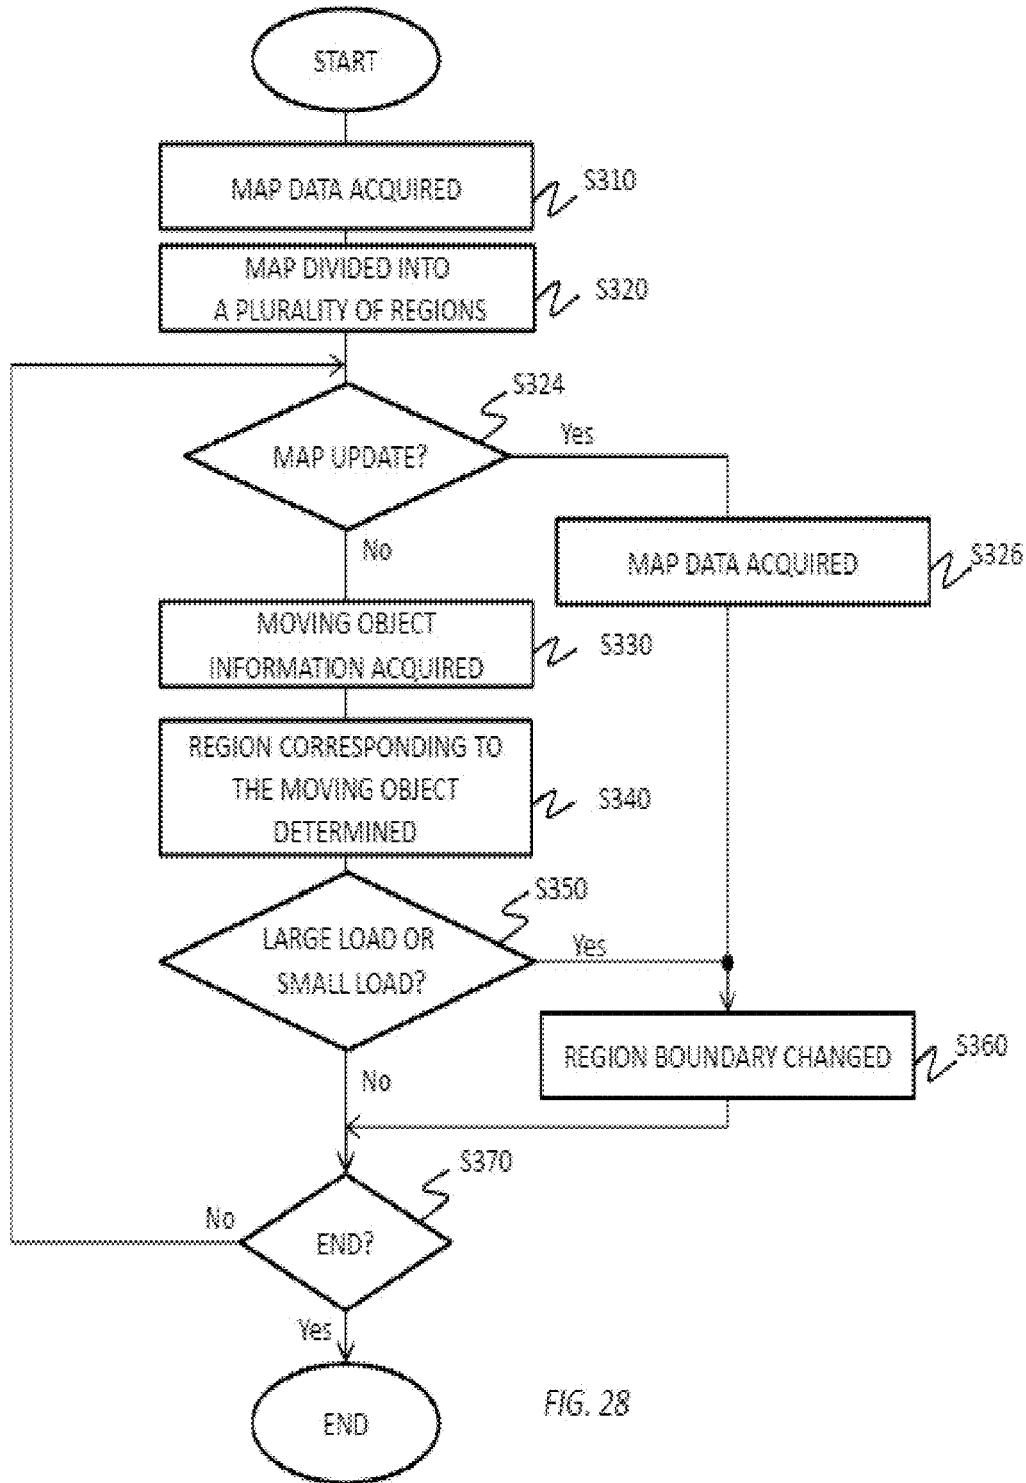 START
MAP DATA ACQUIRED
S310
MAP DIVIDED INTO
A PLURALITY OF REGIONS
S320
S324
MAP UPDATE?
Yes
No
MAP DATA ACQUIRED
S326
MOVING OBJECT
INFORMATION ACQUIRED
S330
REGION CORRESPONDING TO
THE MOVING OBJECT
DETERMINED
S340
S350
LARGE LOAD OR
SMALL LOAD?
Yes
No
REGION BOUNDARY CHANGED
S360
S370
END?
No
Yes
END
FIG. 28